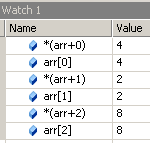 Watch 1
Name Value
*(arr+0) 4
arr[0] 4
*(arr+1) 2
arr[1] 2
*(arr+2) 8
arr[2] 8